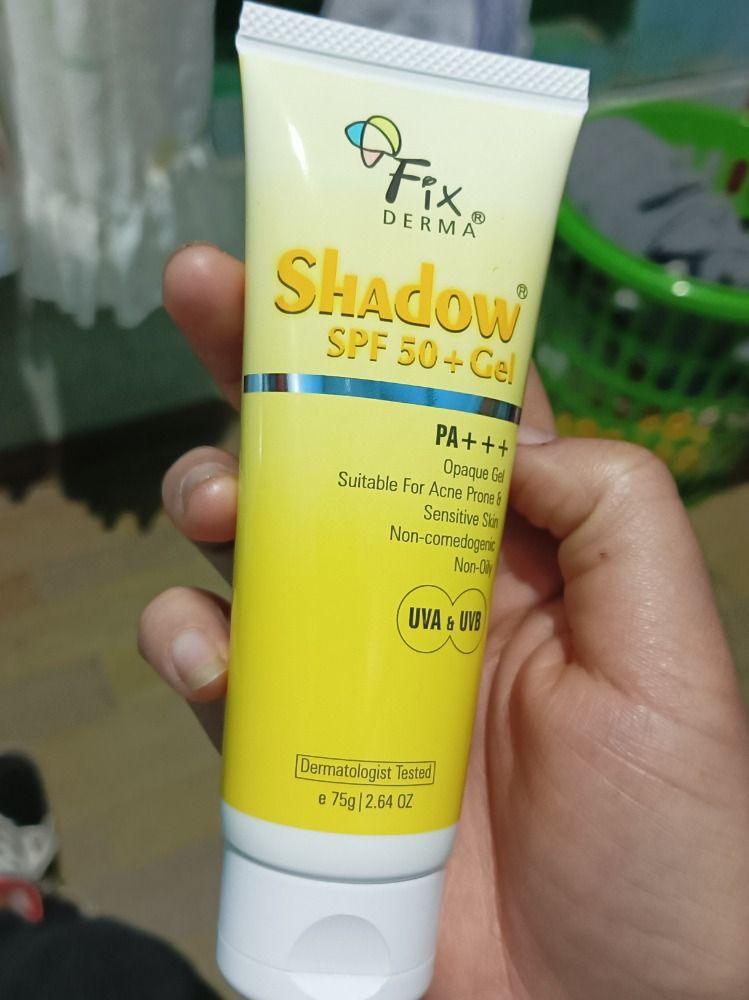 Fix
DERMA®
SHAdow®
SPF 50+ Gel
PA+++
Opaque Gel
Suitable For Acne Prone &
Sensitive Skin
Non-comedogenic
Non-Oily
UVA & UVB
Dermatologist Tested
e 75g|2.64 OZ